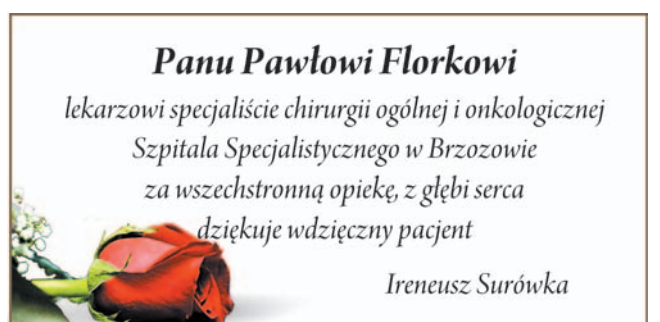 Panu Pawłowi Florkowi
lekarzowi specjaliście chirurgii ogólnej i onkologicznej
Szpitala Specjalistycznego w Brzozowie
za wszechstronną opiekę, z głębi serca
dziękuje wdzięczny pacjent
Ireneusz Surówka